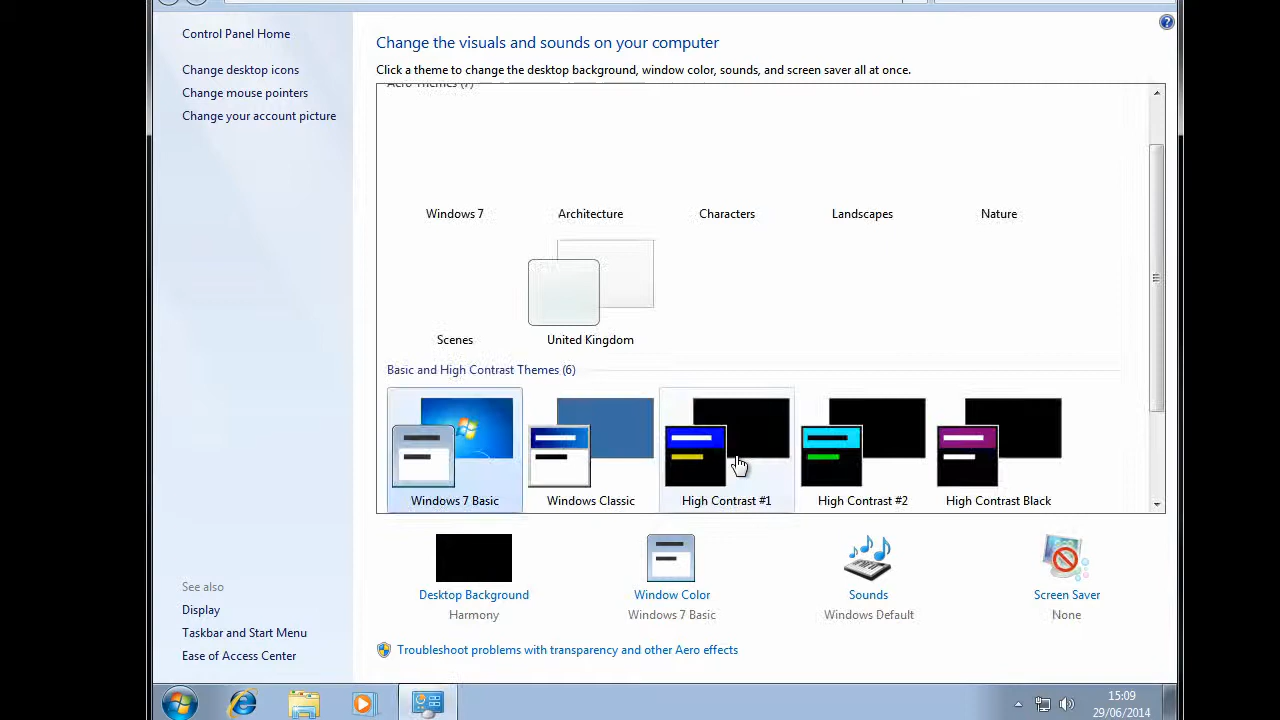 Control Panel Home
Change desktop icons
Change mouse pointers
Change your account picture
Change the visuals and sounds on your computer
Click a theme to change the desktop background, window color, sounds, and screen saver all at once.
Aero Themes (7)
Windows 7
Architecture
Characters
Landscapes
Nature
Scenes
United Kingdom
Basic and High Contrast Themes (6)
Windows 7 Basic
Windows Classic
High Contrast #1
High Contrast #2
High Contrast Black
Desktop Background
Harmony
Window Color
Windows 7 Basic
Sounds
Windows Default
Screen Saver
None
Troubleshoot problems with transparency and other Aero effects
See also
Display
Taskbar and Start Menu
Ease of Access Center
15:09
29/06/2014